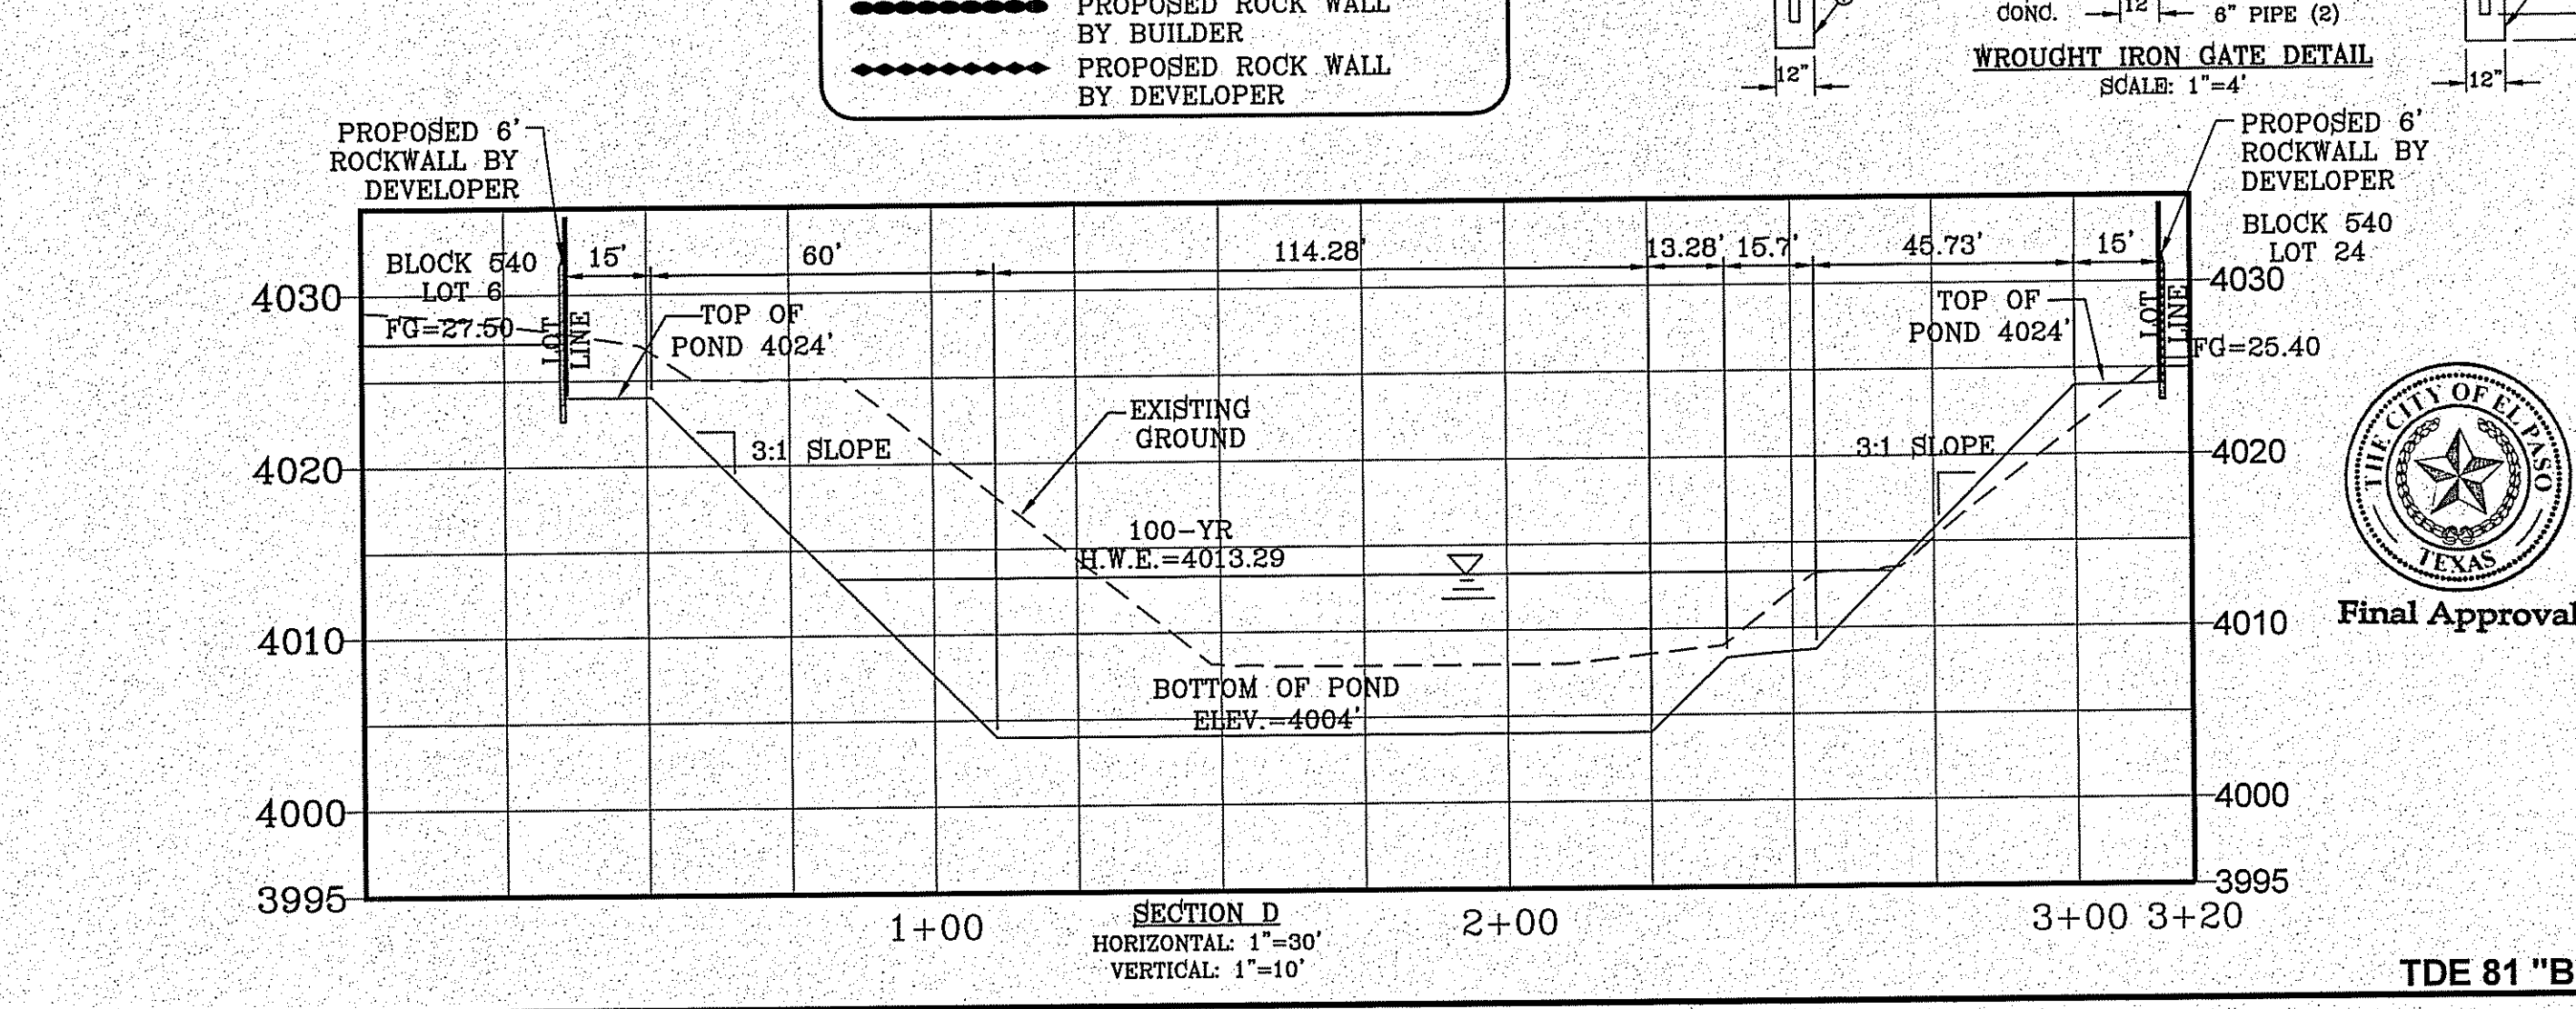 PROPOSED ROCK WALL
BY BUILDER
PROPOSED ROCK WALL
BY DEVELOPER
12"
CONC.
12"
6" PIPE (2)
WROUGHT IRON GATE DETAIL
SCALE: 1"=4'
12"
PROPOSED 6'
ROCKWALL BY
DEVELOPER
PROPOSED 6'
ROCKWALL BY
DEVELOPER
BLOCK 540
LOT 6
FG=27.50
LOT
LINE
15'
60'
114.28'
13.28'
15.7'
45.73'
15'
BLOCK 540
LOT 24
LOT
LINE
FG=25.40
TOP OF
POND 4024'
TOP OF
POND 4024'
3:1 SLOPE
EXISTING
GROUND
3:1 SLOPE
100-YR
H.W.E.=4013.29
BOTTOM OF POND
ELEV.=4004'
4030
4020
4010
4000
3995
4030
4020
4010
4000
3995
1+00
2+00
3+00
3+20
SECTION D
HORIZONTAL: 1"=30'
VERTICAL: 1"=10'
THE CITY OF EL PASO
TEXAS
Final Approval
TDE 81 "B